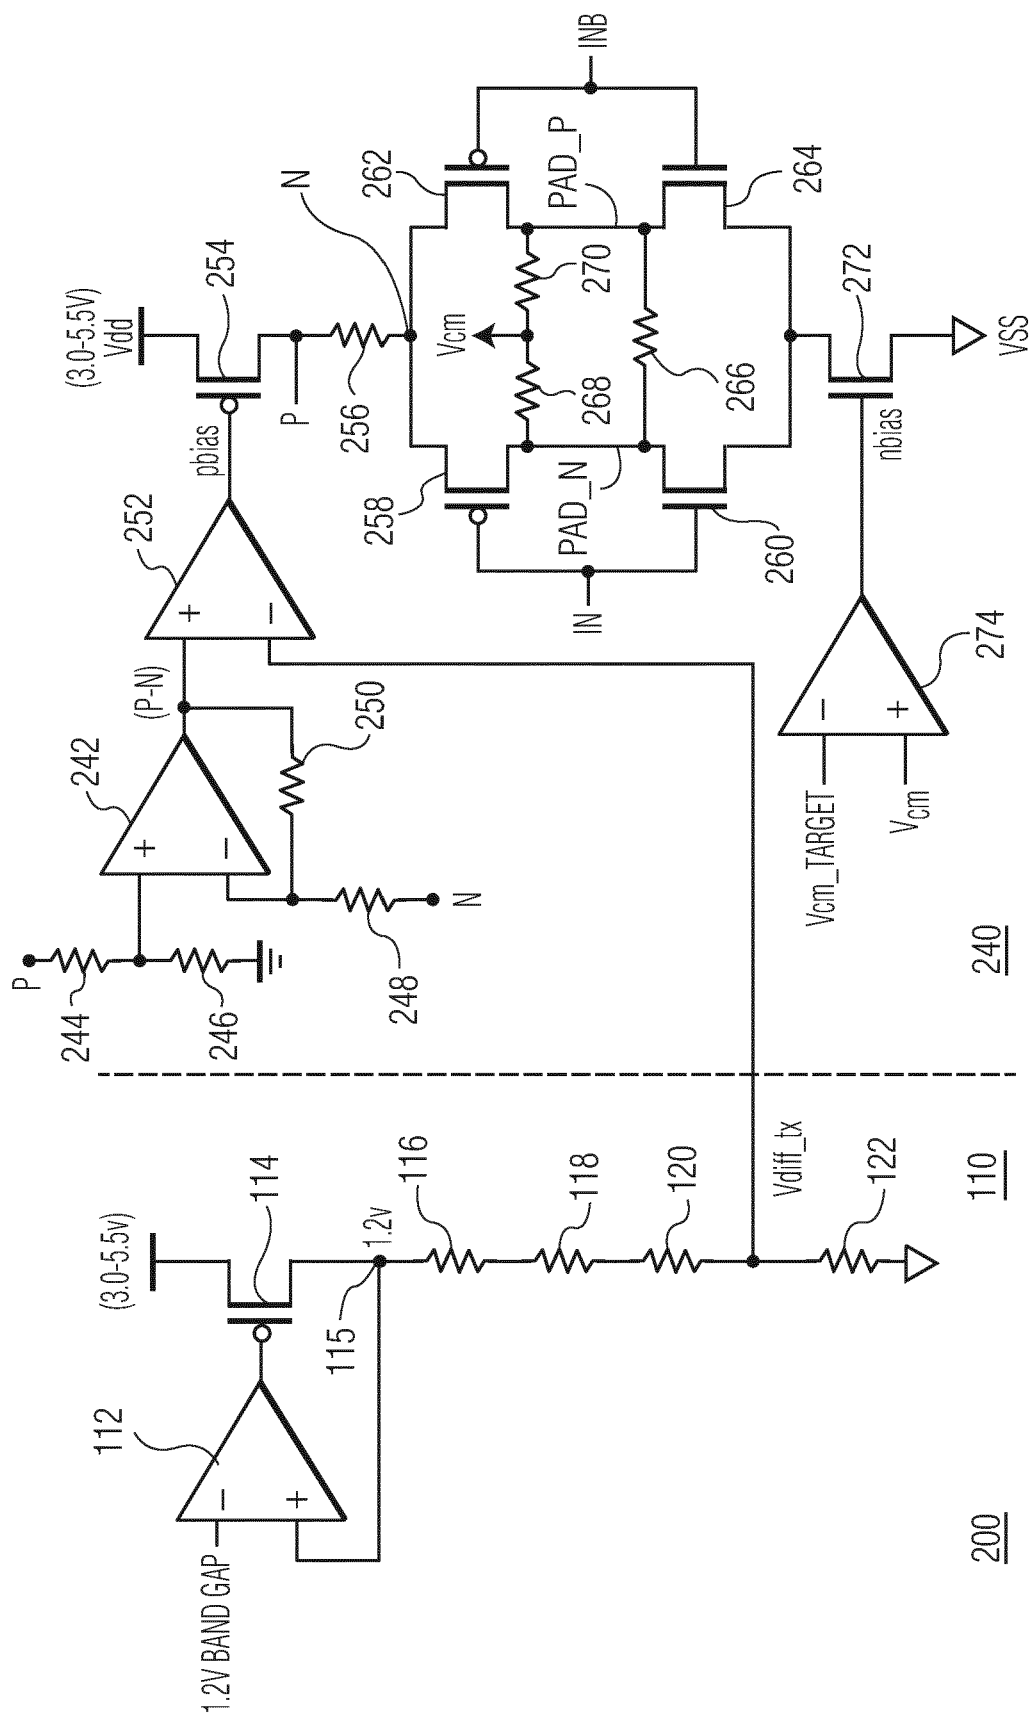 1.2V BAND GAP
112
(3.0-5.5v)
114
115
1.2v
116
118
120
Vdiff_tx
122
110
200
−
+
P
244
246
248
N
242
+
−
(P-N)
250
252
+
−
pbias
(3.0-5.5V)
Vdd
254
P
256
N
258
262
Vcm
268
270
PAD_N
PAD_P
266
IN
INB
260
264
nbias
272
VSS
274
−
+
Vcm_TARGET
Vcm
240